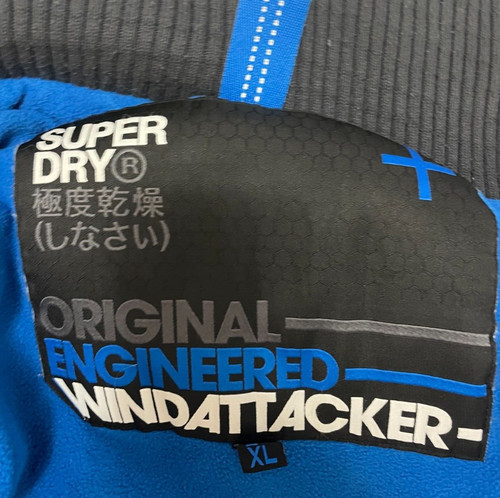 SUPER
DRY®
極度乾燥
(しなさい)
ORIGINAL
ENGINEERED
WINDATTACKER-
XL